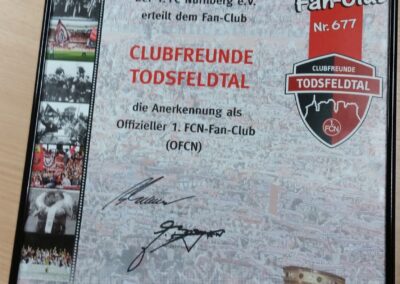 Der 1. FC Nürnberg e.V.
erteilt dem Fan-Club
Fan-Club
Nr. 677
CLUBFREUNDE
TODSFELDTAL
CLUBFREUNDE
TODSFELDTAL
FCN
die Anerkennung als
Offizieller 1. FCN-Fan-Club
(OFCN)